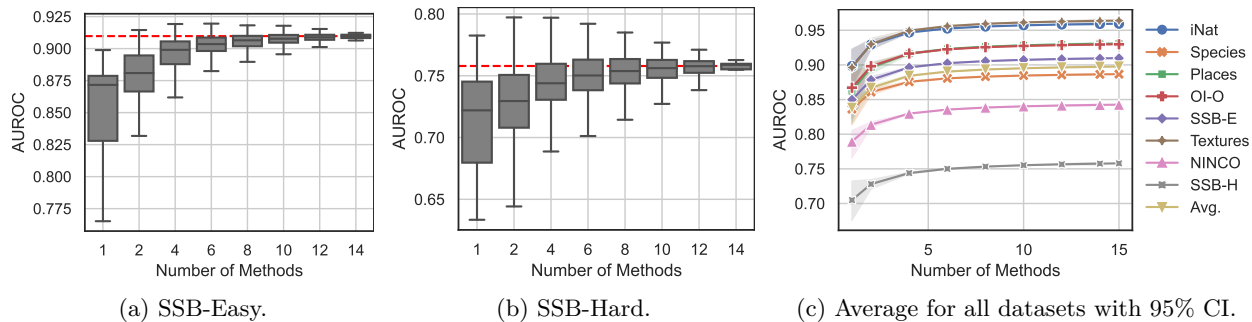 AUROC
0.925
0.900
0.875
0.850
0.825
0.800
0.775
1 2 4 6 8 10 12 14
Number of Methods
(a) SSB-Easy.
AUROC
0.80
0.75
0.70
0.65
1 2 4 6 8 10 12 14
Number of Methods
(b) SSB-Hard.
AUROC
0.95
0.90
0.85
0.80
0.75
0.70
5 10 15
Number of Methods
iNat
Species
Places
OI-O
SSB-E
Textures
NINCO
SSB-H
Avg.
(c) Average for all datasets with 95% CI.